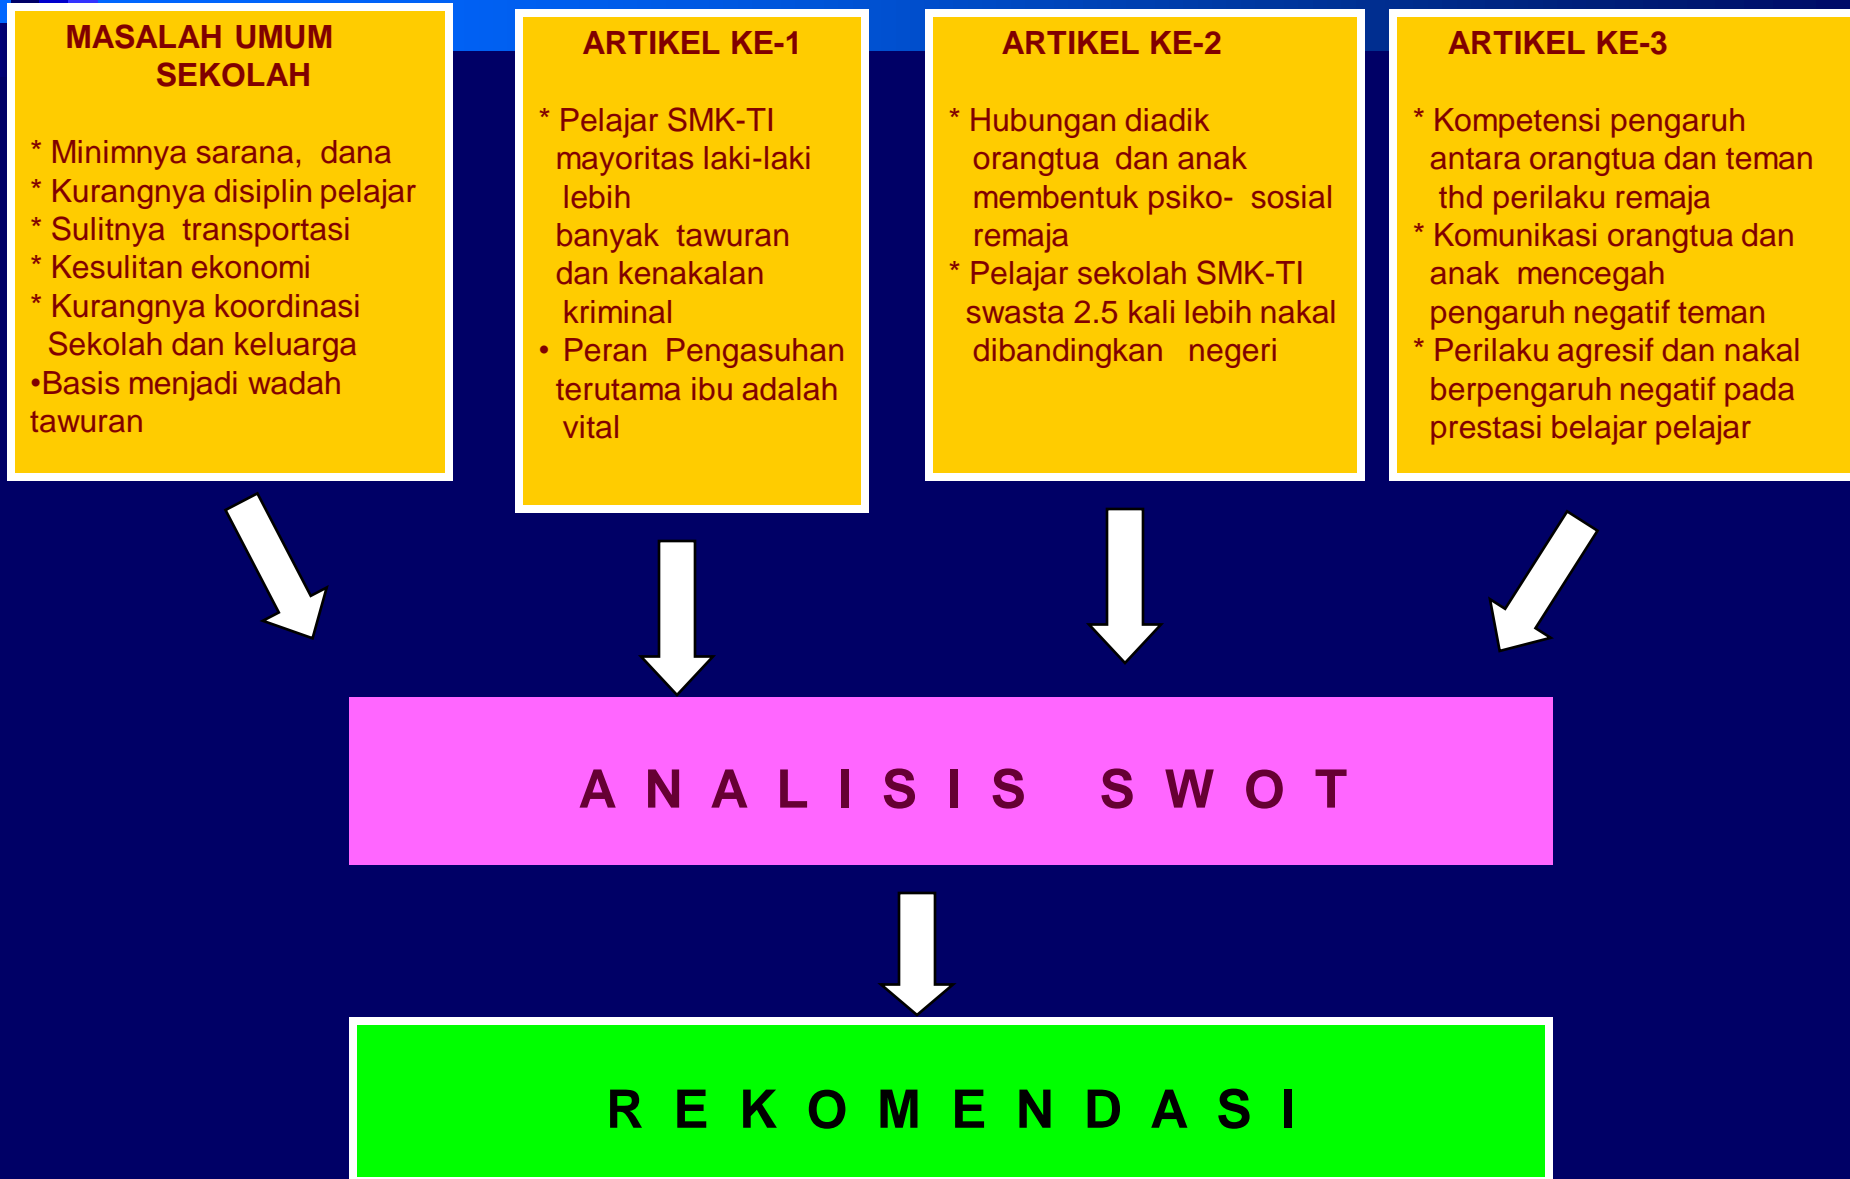 MASALAH UMUM
SEKOLAH
* Minimnya sarana, dana
* Kurangnya disiplin pelajar
* Sulitnya transportasi
* Kesulitan ekonomi
* Kurangnya koordinasi
Sekolah dan keluarga
•Basis menjadi wadah
tawuran
ARTIKEL KE-1
* Pelajar SMK-TI
mayoritas laki-laki
lebih
banyak tawuran
dan kenakalan
kriminal
• Peran Pengasuhan
terutama ibu adalah
vital
ARTIKEL KE-2
* Hubungan diadik
orangtua dan anak
membentuk psiko- sosial
remaja
* Pelajar sekolah SMK-TI
swasta 2.5 kali lebih nakal
dibandingkan negeri
ARTIKEL KE-3
* Kompetensi pengaruh
antara orangtua dan teman
thd perilaku remaja
* Komunikasi orangtua dan
anak mencegah
pengaruh negatif teman
* Perilaku agresif dan nakal
berpengaruh negatif pada
prestasi belajar pelajar
A N A L I S I S S W O T
R E K O M E N D A S I